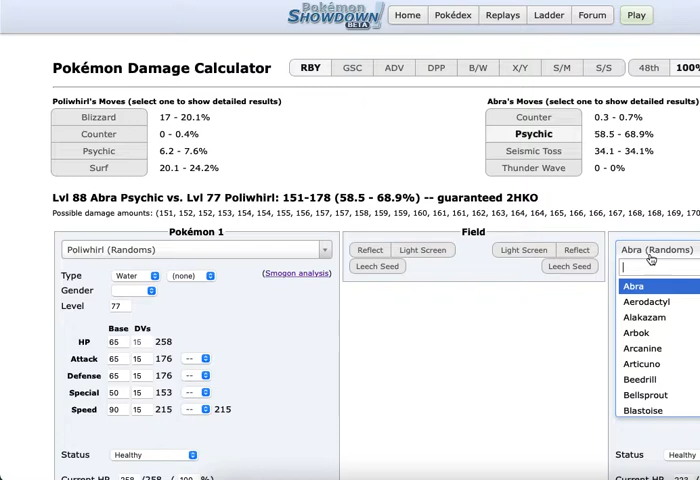 Pokémon
SHOWDOWN!
BETA
Home Pokédex Replays Ladder Forum Play
Pokémon Damage Calculator RBY GSC ADV DPP B/W X/Y S/M S/S 48th 100%
Poliwhirl's Moves (select one to show detailed results) Abra's Moves (select one to show detailed results)
Blizzard 17 - 20.1% Counter 0.3 - 0.7%
Counter 0 - 0.4% Psychic 58.5 - 68.9%
Psychic 6.2 - 7.6% Seismic Toss 34.1 - 34.1%
Surf 20.1 - 24.2% Thunder Wave 0 - 0%
Lvl 88 Abra Psychic vs. Lvl 77 Poliwhirl: 151-178 (58.5 - 68.9%) -- guaranteed 2HKO
Possible damage amounts: (151, 152, 152, 153, 154, 154, 155, 156, 157, 157, 158, 159, 159, 160, 161, 161, 162, 163, 164, 164, 165, 166, 166, 167, 168, 168, 169, 170
Pokémon 1 Field
Poliwhirl (Randoms) Reflect Light Screen Light Screen Reflect Abra (Randoms)
Leech Seed Leech Seed
Type Water (none) (Smogon analysis)
Gender Abra
Level 77 Aerodactyl
Alakazam
Base DVs Arbok
HP 65 15 258 Arcanine
Attack 65 15 176 -- Articuno
Defense 65 15 176 -- Beedrill
Special 50 15 153 -- Bellsprout
Speed 90 15 215 -- 215 Blastoise
Status Healthy Status Healthy
Current HP 258 /258 ( 100 %) Current HP 223